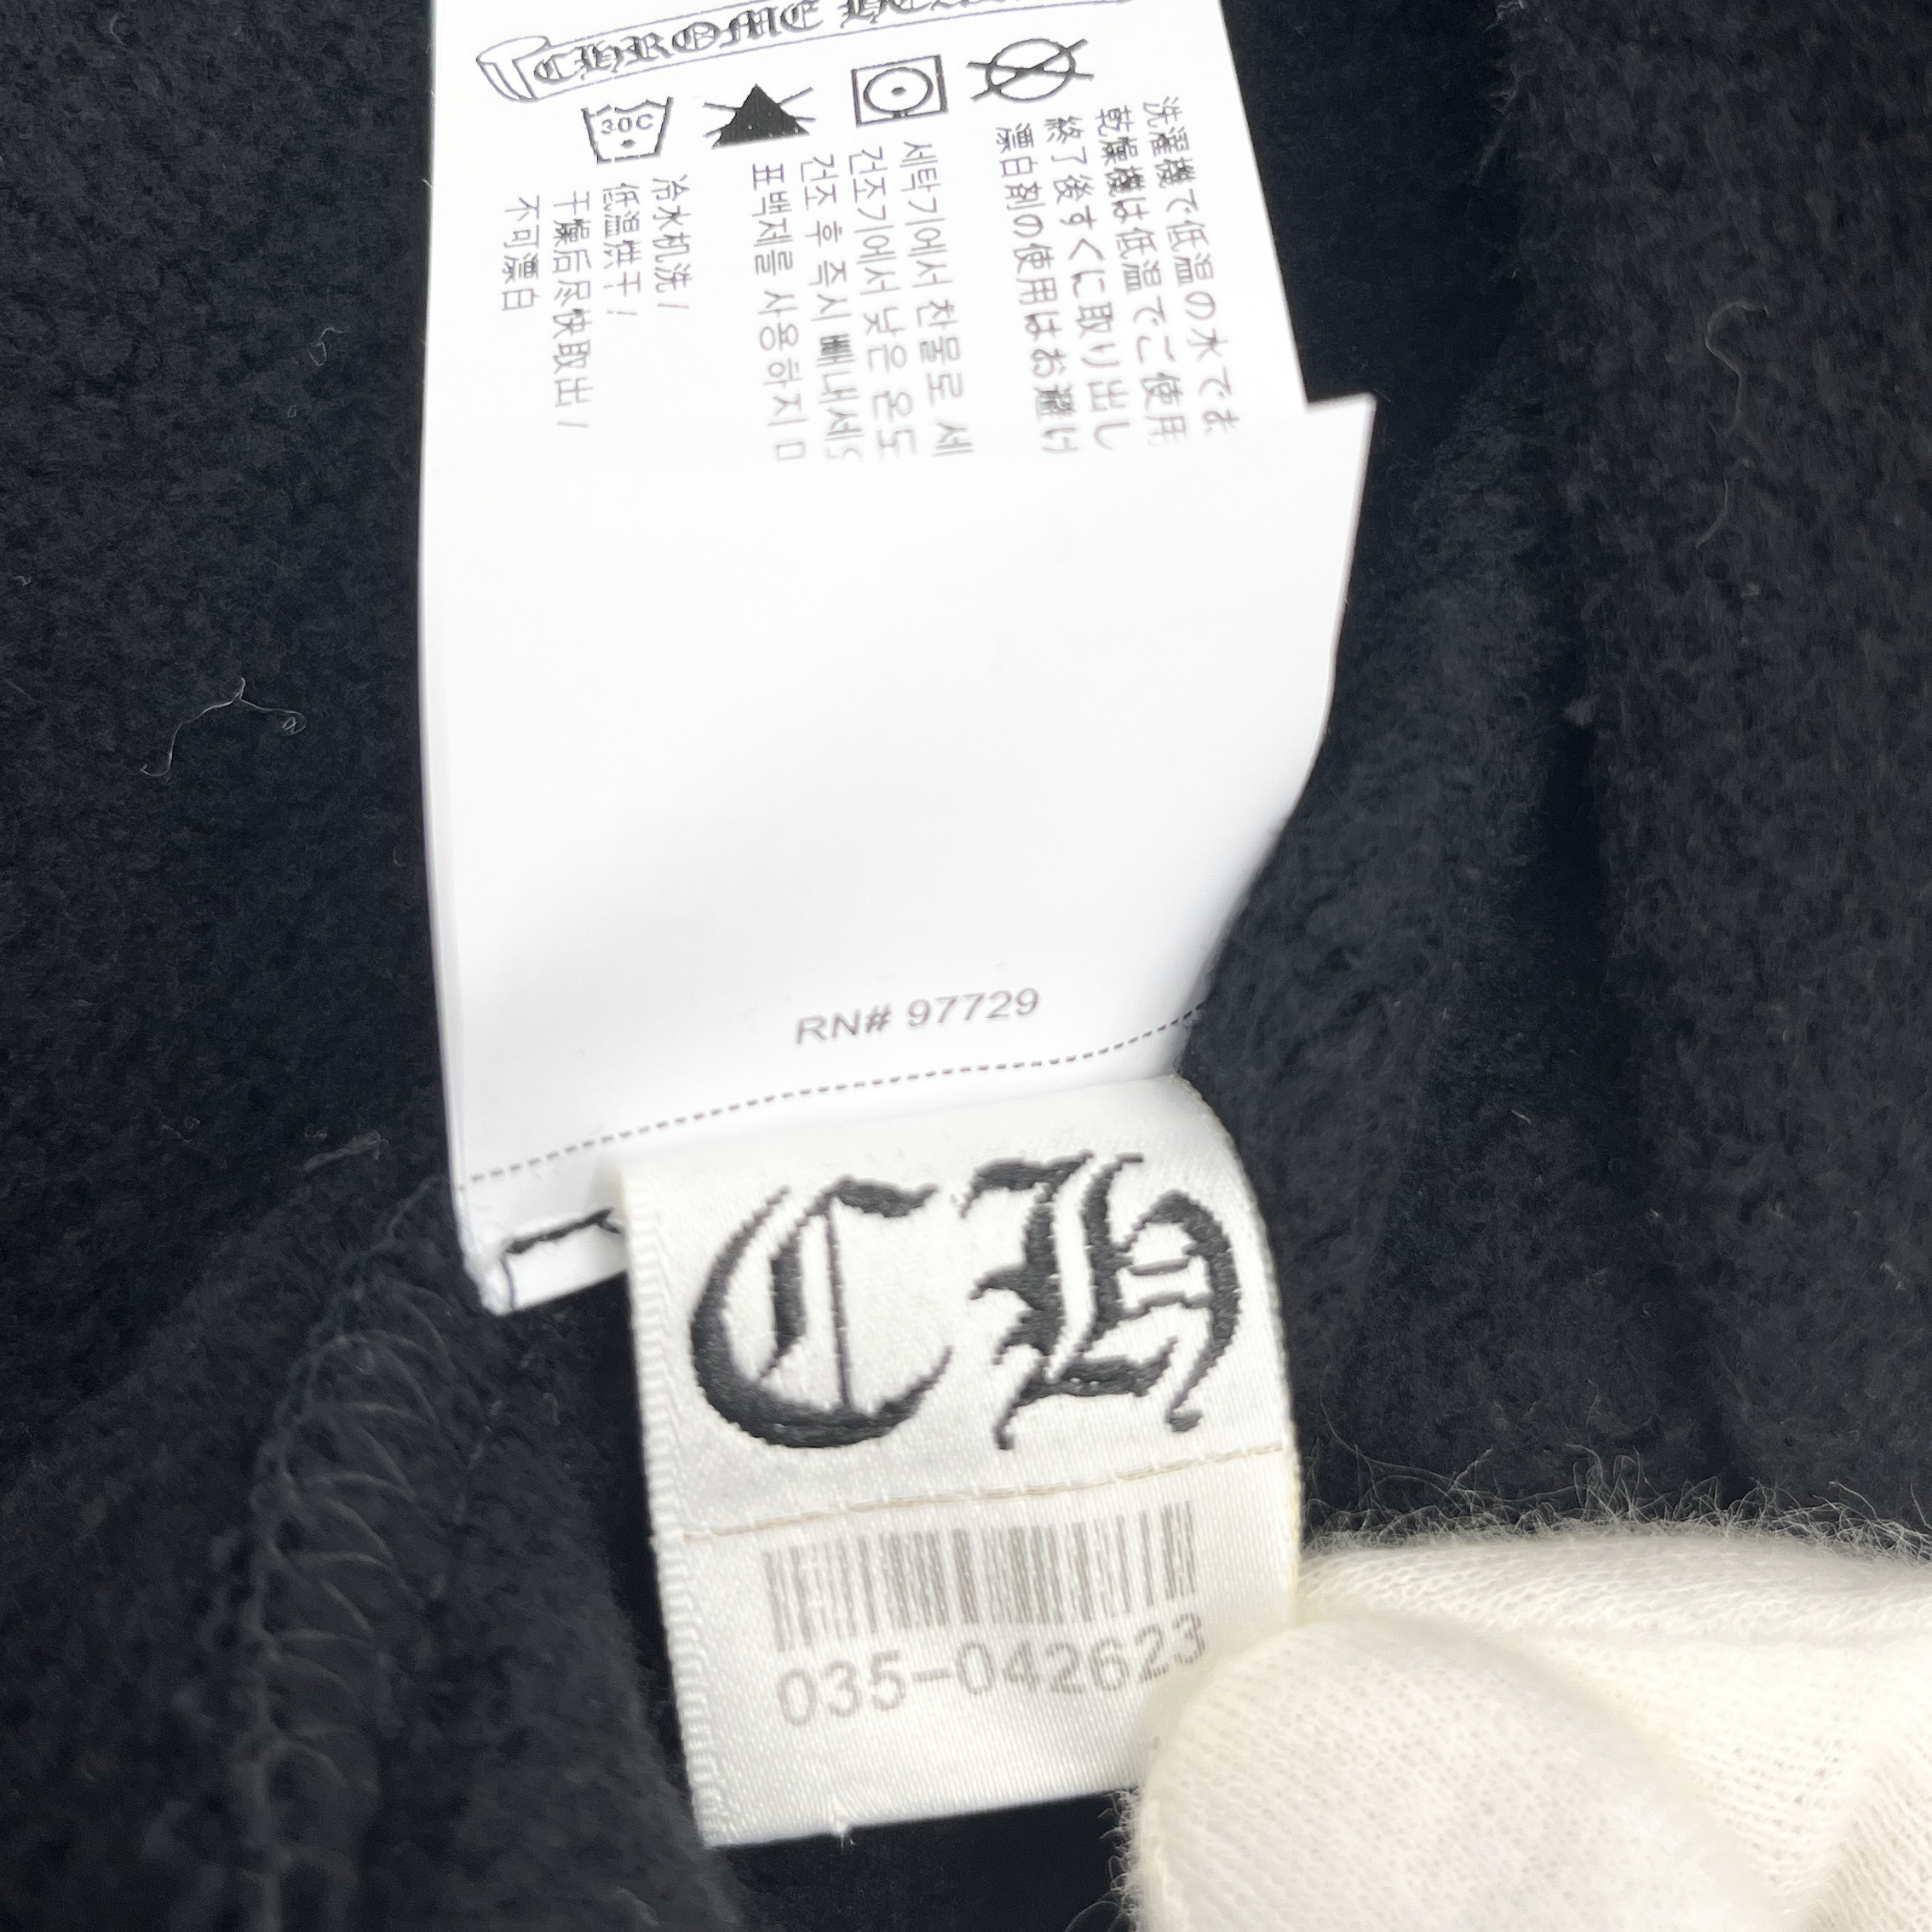 CHROME
30C
洗濯機で低温の水で
乾燥機は低温でご使用
終了後すぐに取り出し
漂白剤の使用はお避け
세탁기에서 찬물로 세
건조기에서 낮은 온도
건조 후 즉시 빼내세
표백제를 사용하지
冷水机洗/
低温烘干/
干燥后尽快取出/
不可漂白
RN# 97729
CH
035-042623